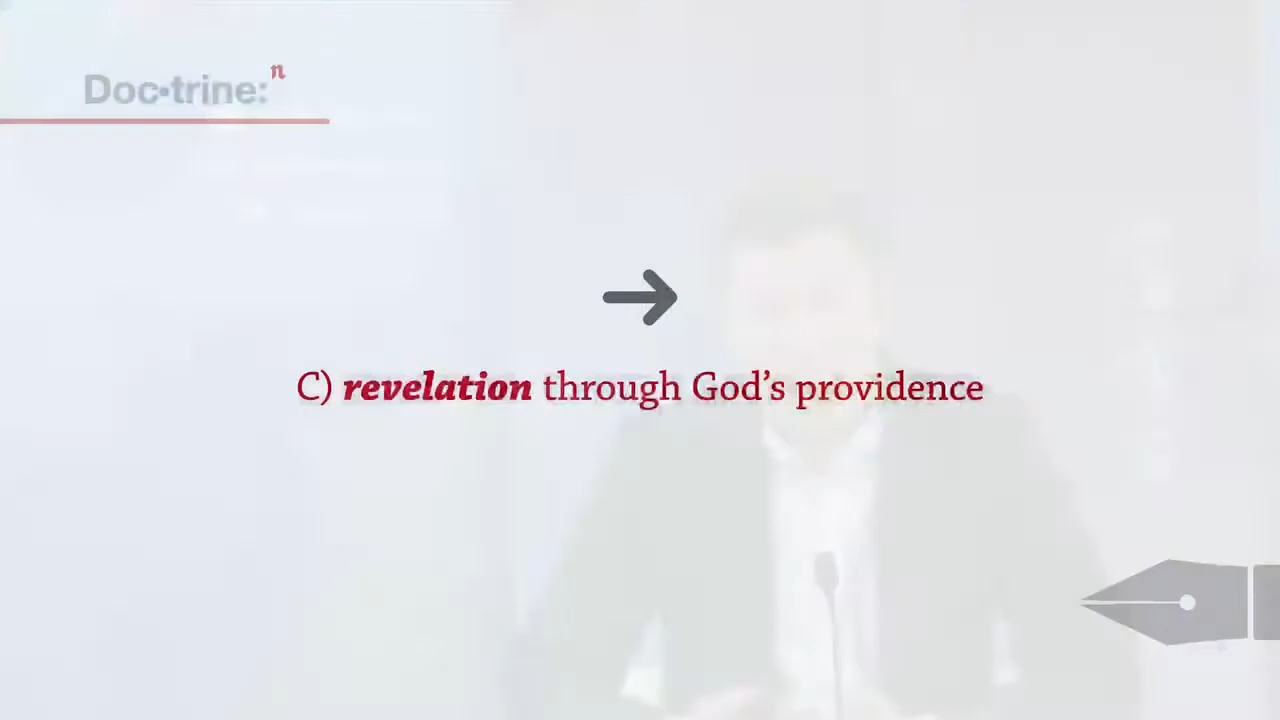 Doc•trine:ⁿ
→
C) revelation through God's providence